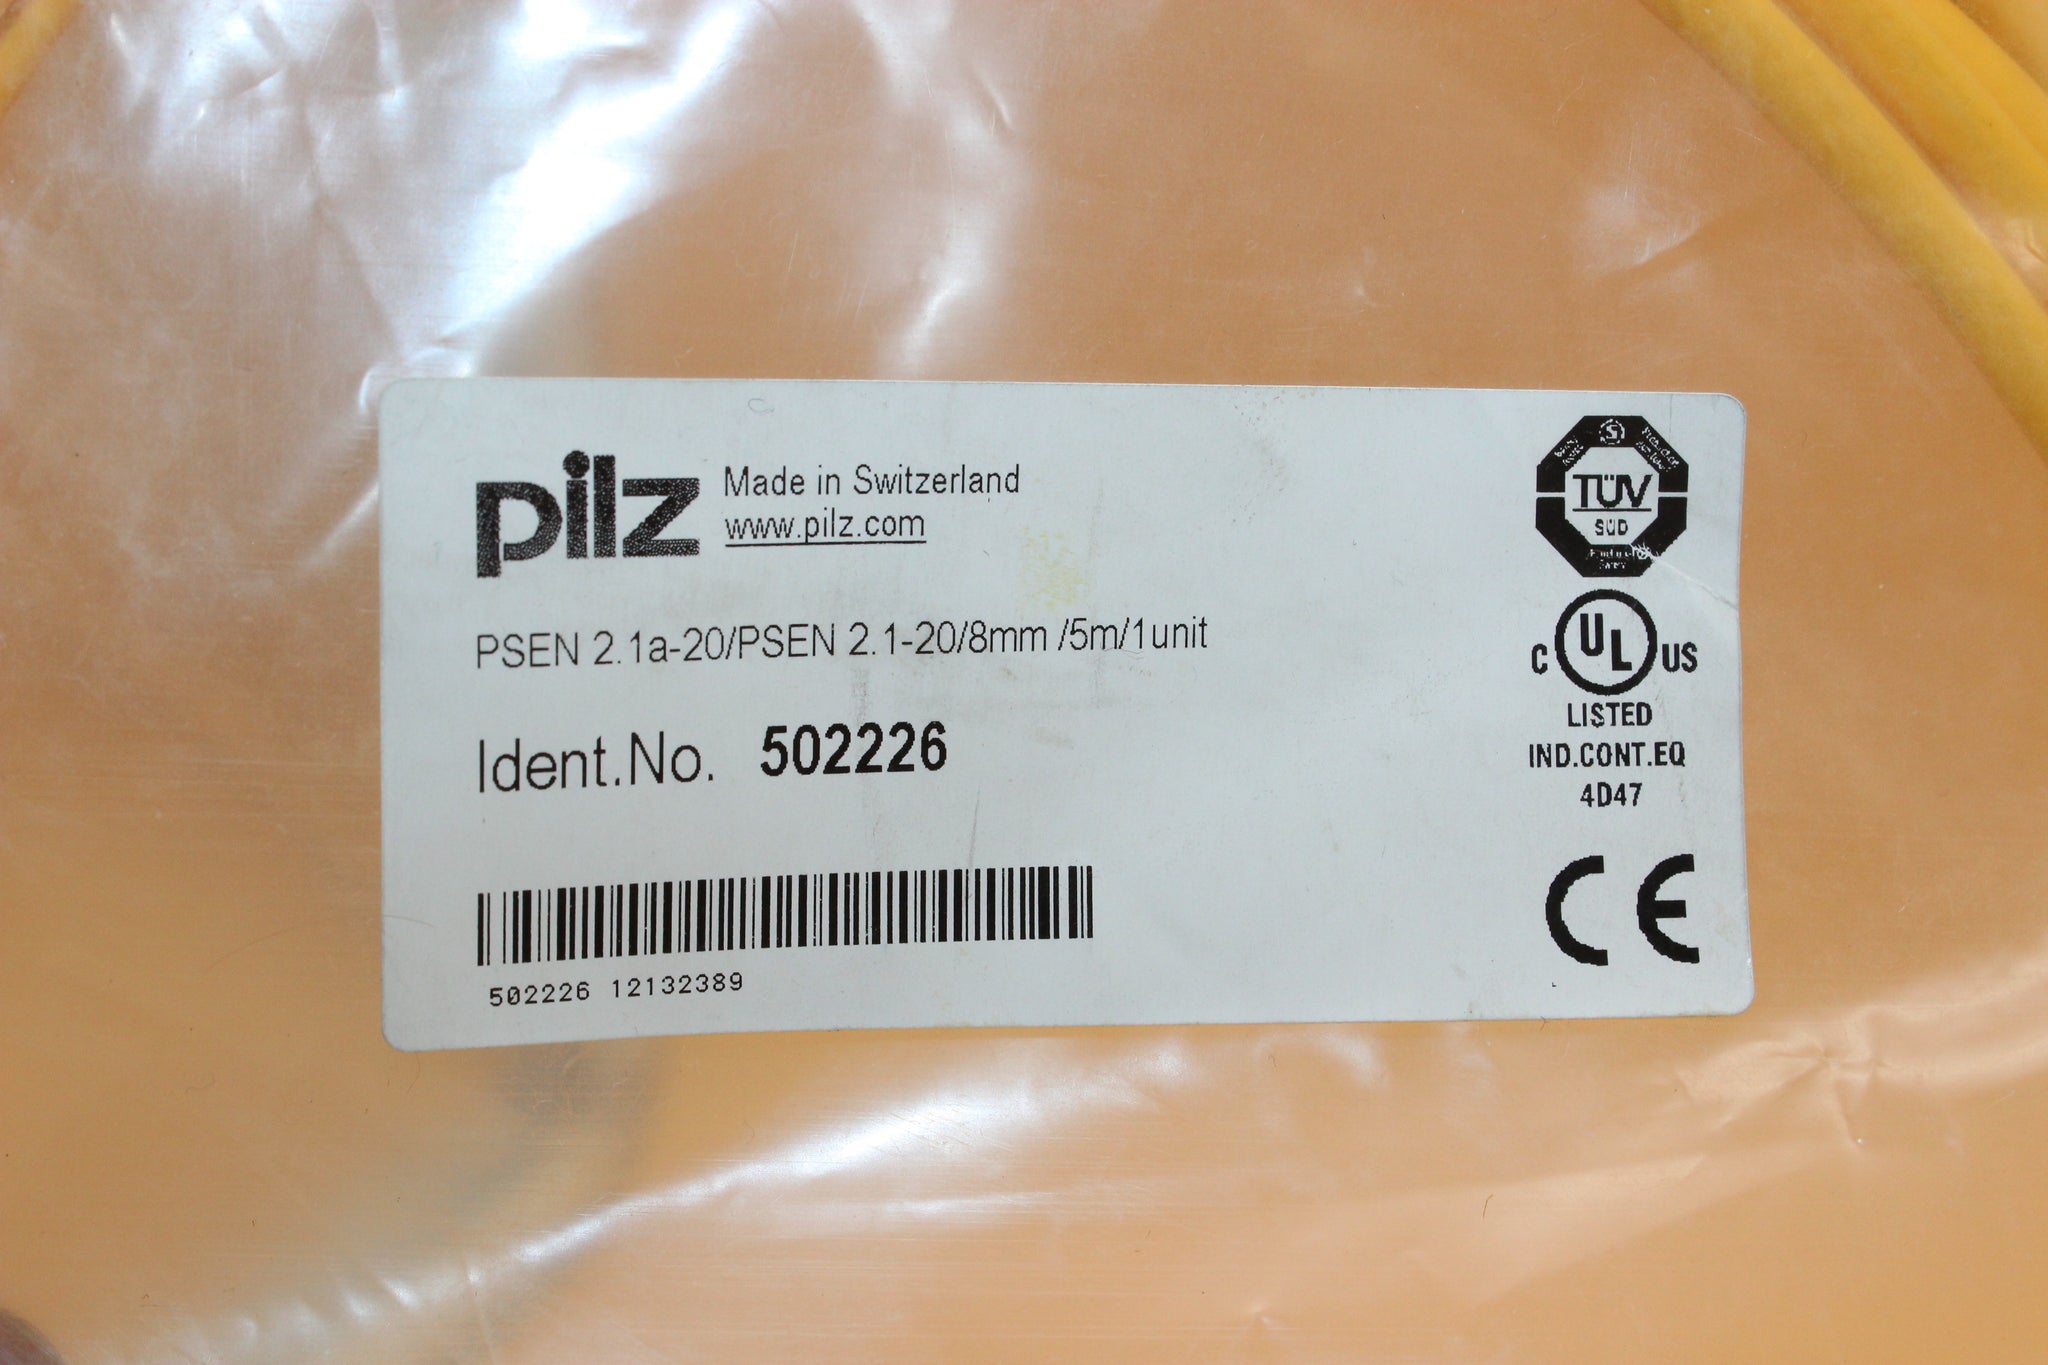 pilz
Made in Switzerland
www.pilz.com
PSEN 2.1a-20/PSEN 2.1-20/8mm /5m/1unit
Ident.No. 502226
502226 12132389
TÜV
SÜD
C UL US
LISTED
IND.CONT.EQ
4D47
CE